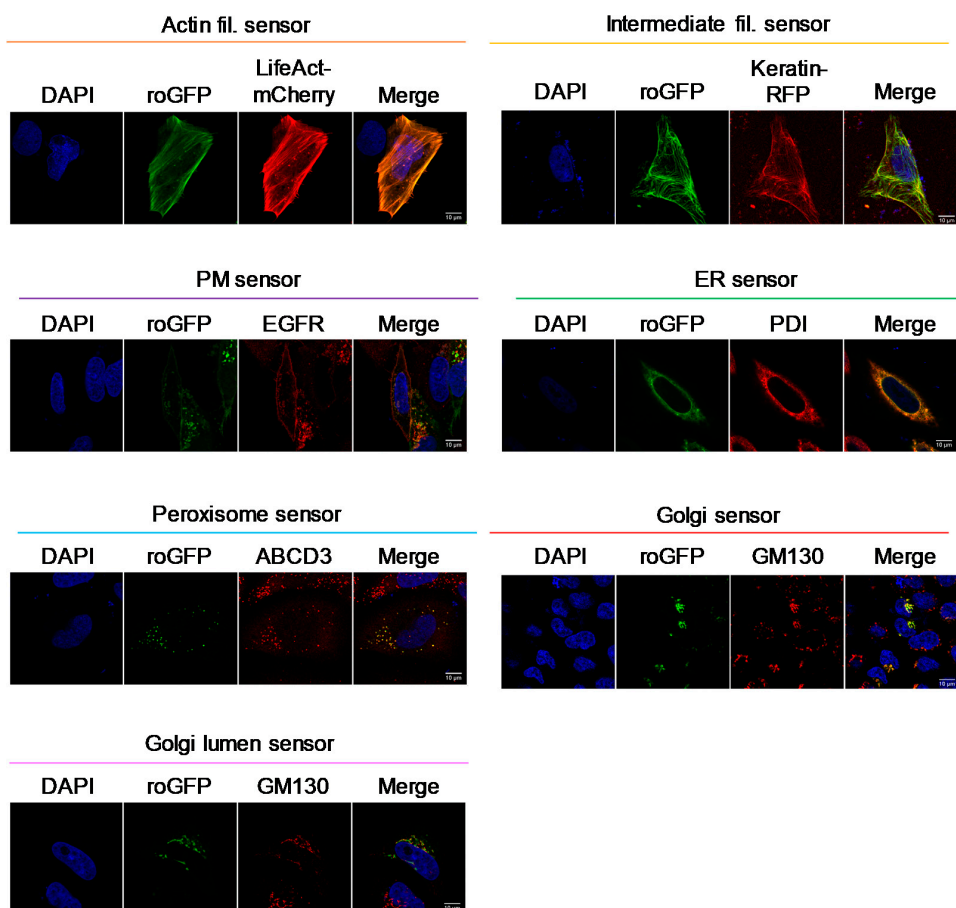 Actin fil. sensor
DAPI roGFP LifeAct-
mCherry Merge
10 µm
Intermediate fil. sensor
DAPI roGFP Keratin-
RFP Merge
10 µm
PM sensor
DAPI roGFP EGFR Merge
10 µm
ER sensor
DAPI roGFP PDI Merge
10 µm
Peroxisome sensor
DAPI roGFP ABCD3 Merge
10 µm
Golgi sensor
DAPI roGFP GM130 Merge
10 µm
Golgi lumen sensor
DAPI roGFP GM130 Merge
10 µm